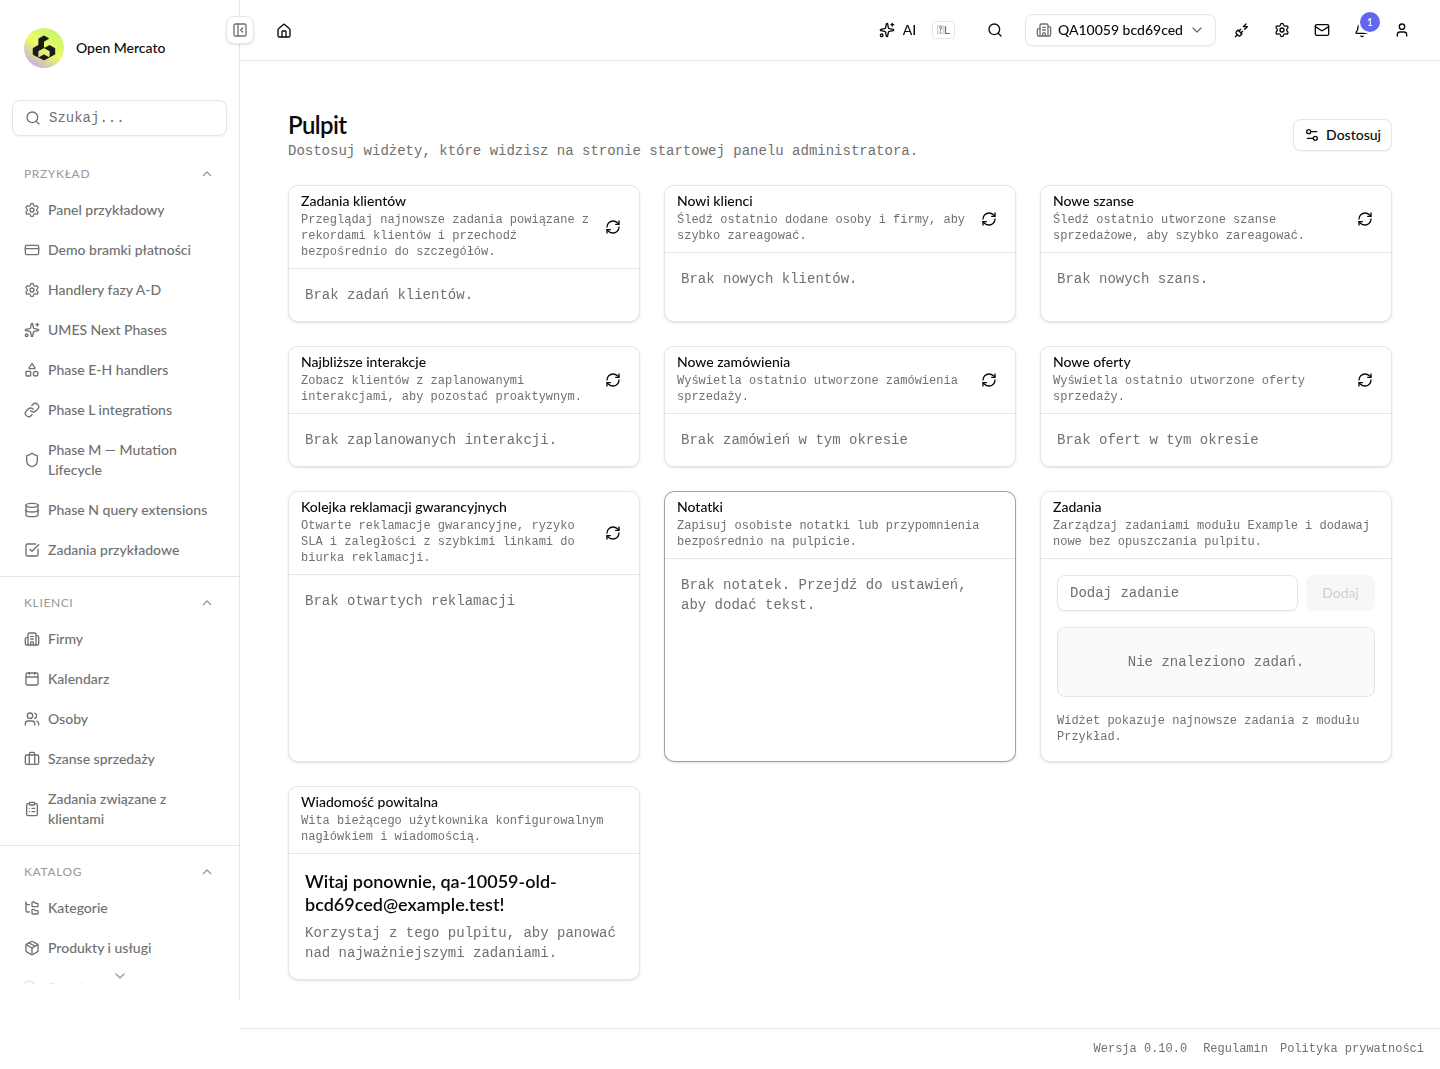 Open Mercato
AI
L
QA10059 bcd69ced
1
Szukaj...
PRZYKŁAD
Panel przykładowy
Demo bramki płatności
Handlery fazy A-D
UMES Next Phases
Phase E-H handlers
Phase L integrations
Phase M — Mutation
Lifecycle
Phase N query extensions
Zadania przykładowe
KLIENCI
Firmy
Kalendarz
Osoby
Szanse sprzedaży
Zadania związane z
klientami
KATALOG
Kategorie
Produkty i usługi
Pulpit
Dostosuj widżety, które widzisz na stronie startowej panelu administratora.
Dostosuj
Zadania klientów
Przeglądaj najnowsze zadania powiązane z
rekordami klientów i przechodź
bezpośrednio do szczegółów.
Brak zadań klientów.
Nowi klienci
Śledź ostatnio dodane osoby i firmy, aby
szybko zareagować.
Brak nowych klientów.
Nowe szanse
Śledź ostatnio utworzone szanse
sprzedażowe, aby szybko zareagować.
Brak nowych szans.
Najbliższe interakcje
Zobacz klientów z zaplanowanymi
interakcjami, aby pozostać proaktywnym.
Brak zaplanowanych interakcji.
Nowe zamówienia
Wyświetla ostatnio utworzone zamówienia
sprzedaży.
Brak zamówień w tym okresie
Nowe oferty
Wyświetla ostatnio utworzone oferty
sprzedaży.
Brak ofert w tym okresie
Kolejka reklamacji gwarancyjnych
Otwarte reklamacje gwarancyjne, ryzyko
SLA i zaległości z szybkimi linkami do
biurka reklamacji.
Brak otwartych reklamacji
Notatki
Zapisuj osobiste notatki lub przypomnienia
bezpośrednio na pulpicie.
Brak notatek. Przejdź do ustawień,
aby dodać tekst.
Zadania
Zarządzaj zadaniami modułu Example i dodawaj
nowe bez opuszczania pulpitu.
Dodaj zadanie
Dodaj
Nie znaleziono zadań.
Widżet pokazuje najnowsze zadania z modułu
Przykład.
Wiadomość powitalna
Wita bieżącego użytkownika konfigurowalnym
nagłówkiem i wiadomością.
Witaj ponownie, qa-10059-old-
bcd69ced@example.test!
Korzystaj z tego pulpitu, aby panować
nad najważniejszymi zadaniami.
Wersja 0.10.0
Regulamin
Polityka prywatności